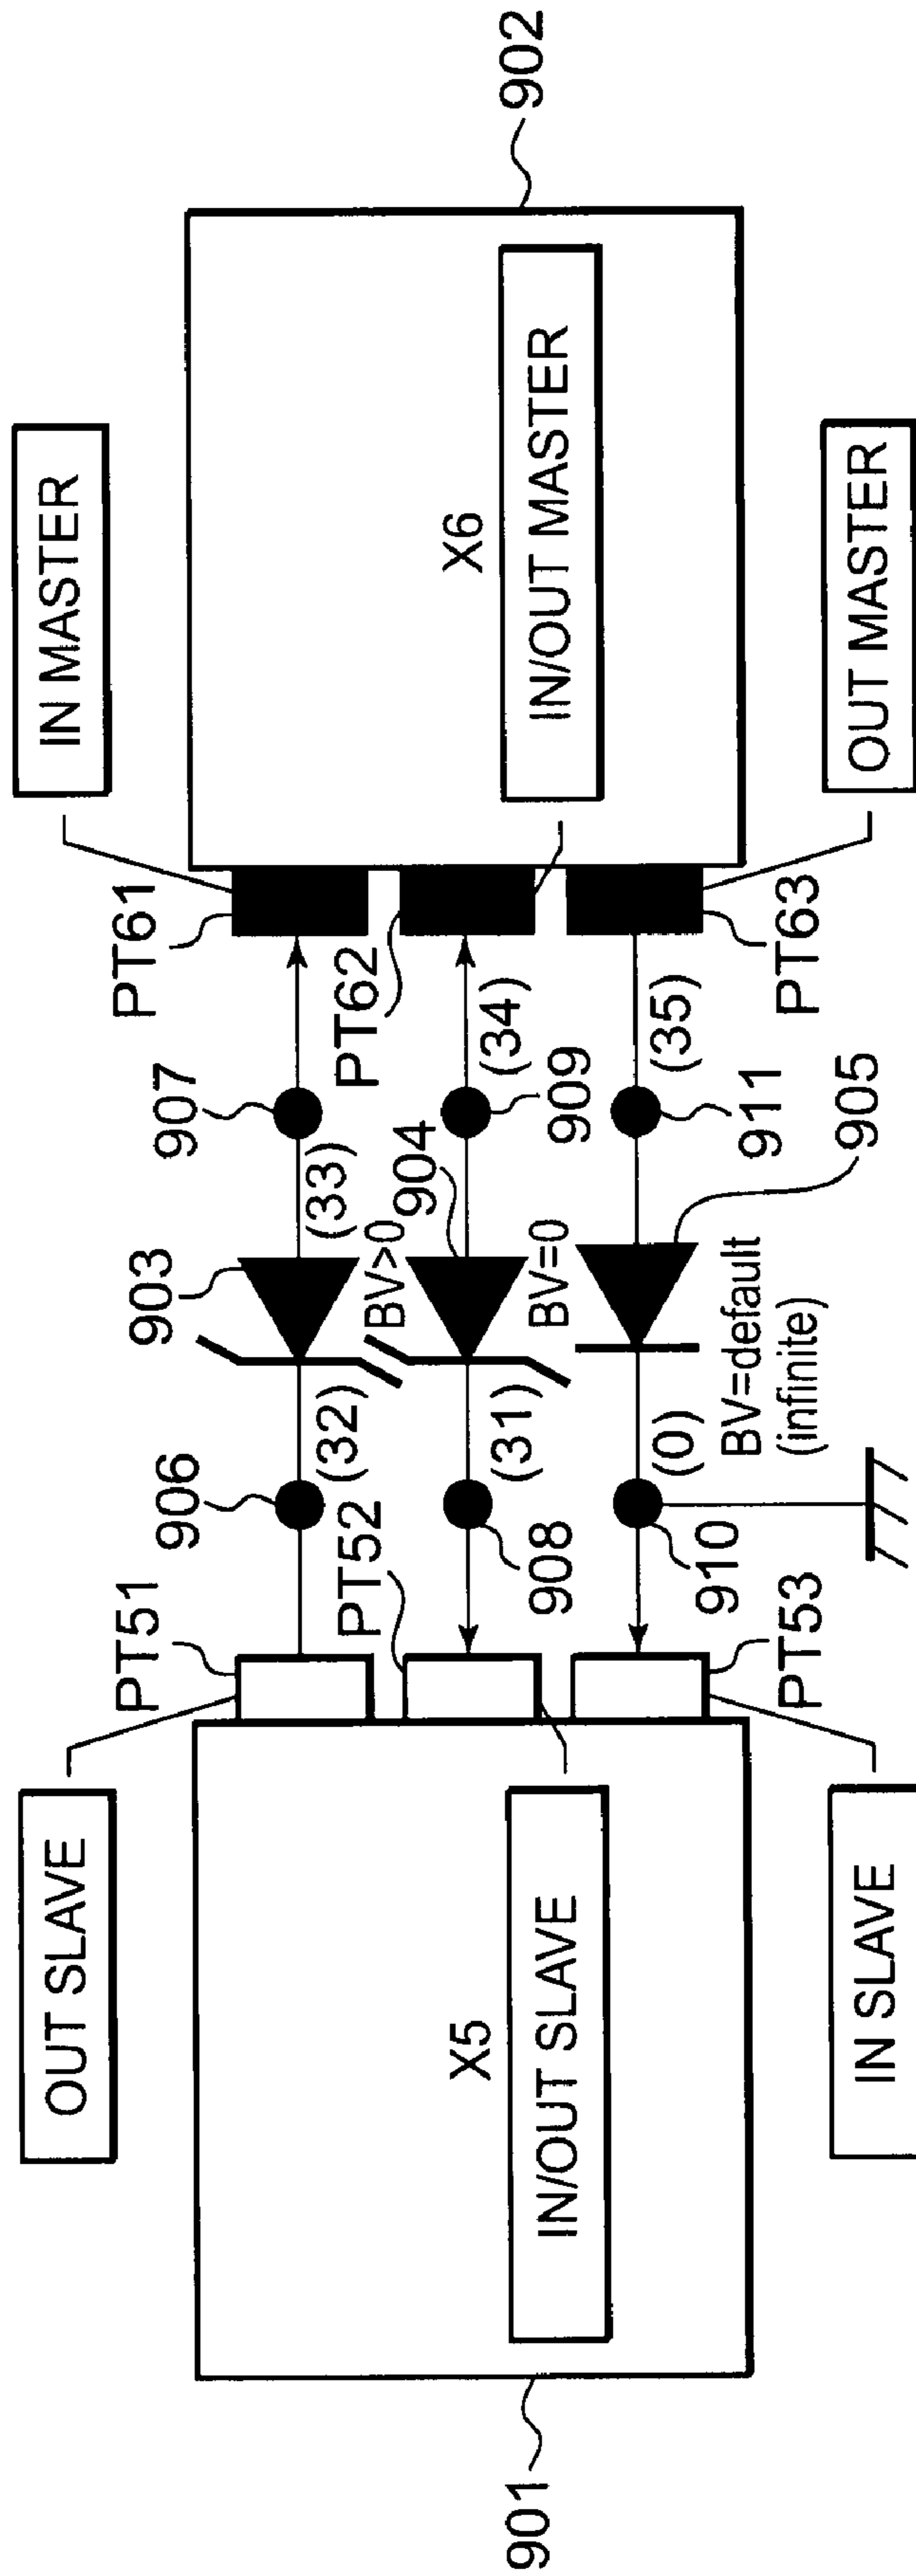 OUT SLAVE
IN MASTER
PT51
906
903
907
PT61
(32)
(33)
901
X5
IN/OUT SLAVE
PT52
BV>0
904
PT62
X6
IN/OUT MASTER
902
908
(31)
909
(34)
BV=0
PT53
910
(0)
BV=default
(infinite)
905
911
(35)
PT63
IN SLAVE
OUT MASTER